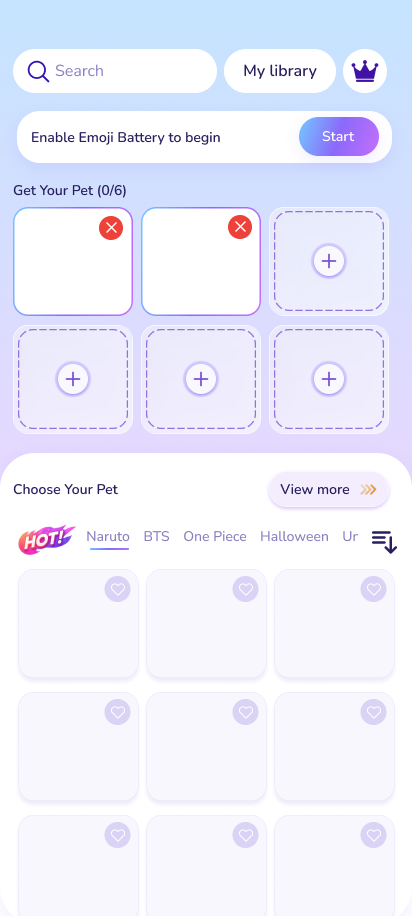 Search
My library
Enable Emoji Battery to begin
Start
Get Your Pet (0/6)
Choose Your Pet
View more
HOT!
Naruto
BTS
One Piece
Halloween
Ur